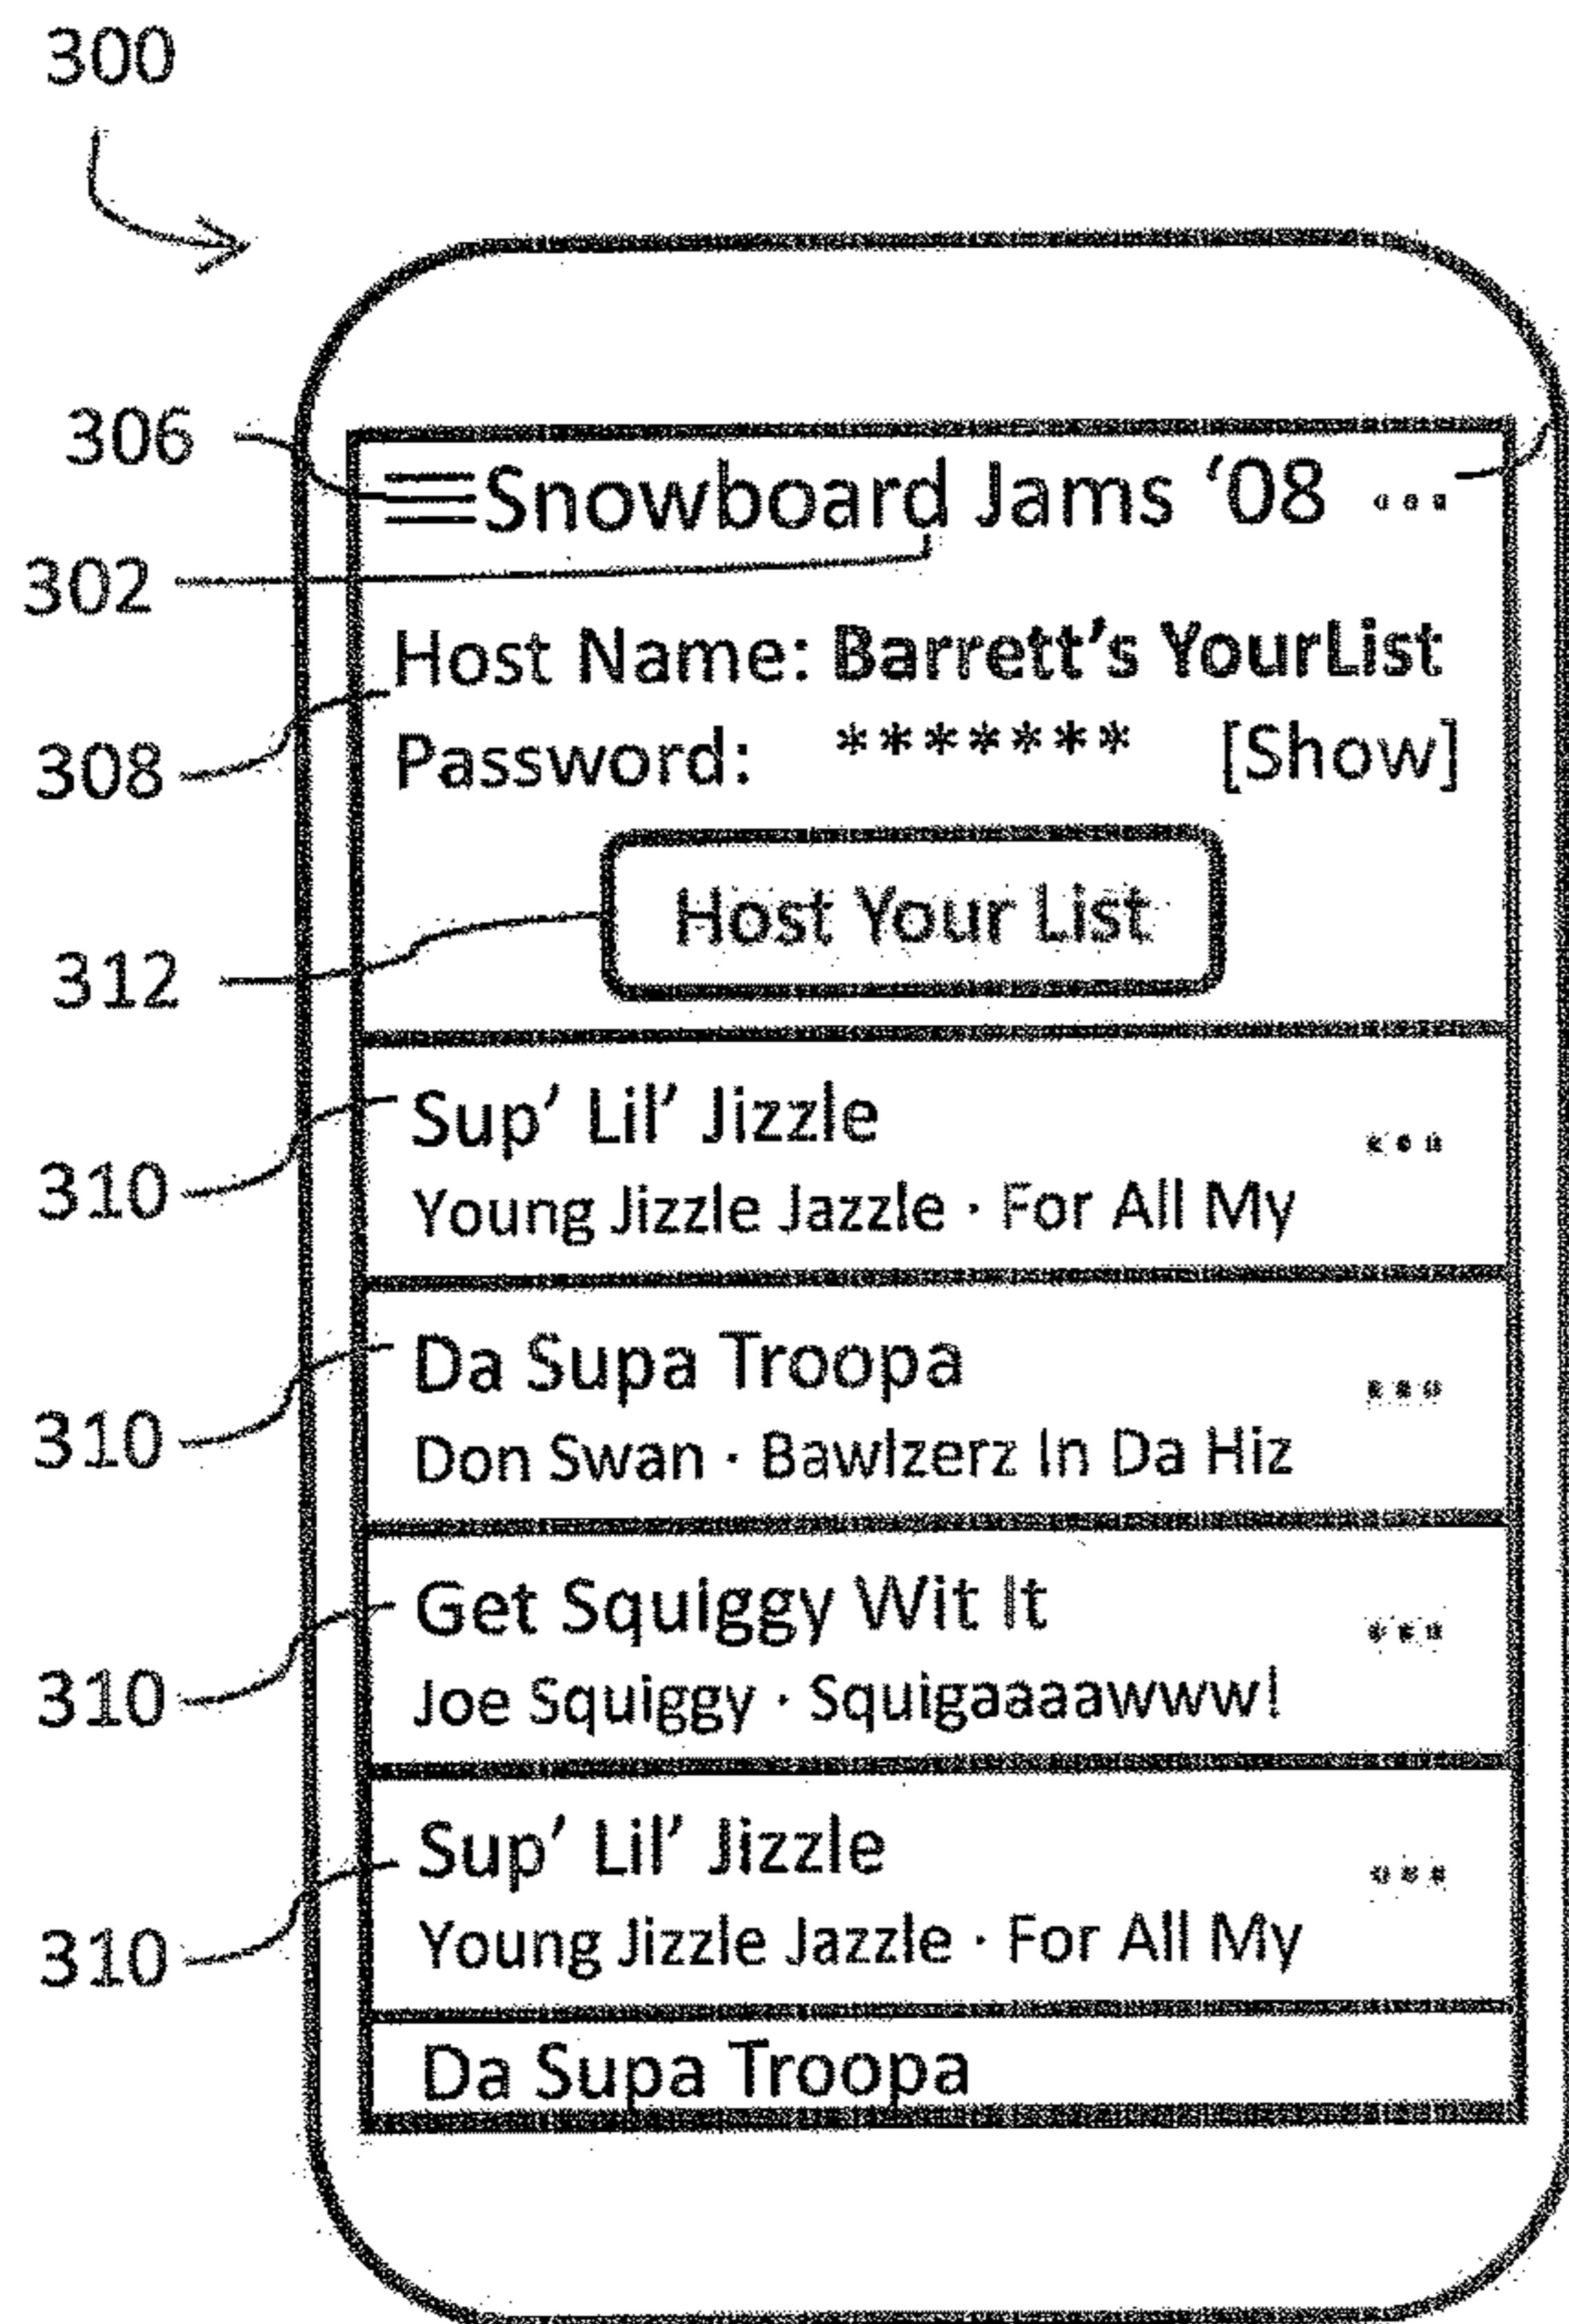 300
306
Snowboard Jams ‘08 ...
302
Host Name: Barrett’s YourList
308
Password: ******* [Show]
Host Your List
312
Sup’ Lil’ Jizzle ...
310
Young Jizzle Jazzle · For All My
Da Supa Troopa ...
310
Don Swan · Bawlzerz In Da Hiz
Get Squiggy Wit It ...
310
Joe Squiggy · Squigaaaawww!
Sup’ Lil’ Jizzle ...
310
Young Jizzle Jazzle · For All My
Da Supa Troopa